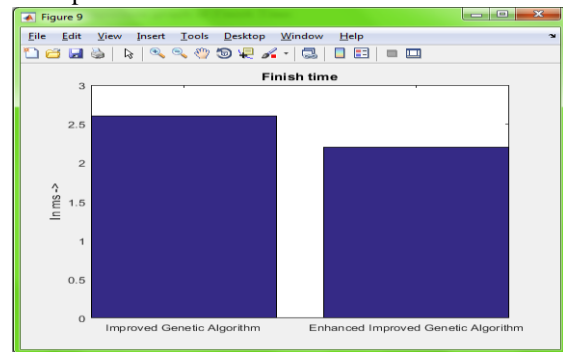 Figure 9
File Edit View Insert Tools Desktop Window Help
Finish time
3
2.5
2
1.5
1
0.5
0
In ms ->
Improved Genetic Algorithm Enhanced Improved Genetic Algorithm